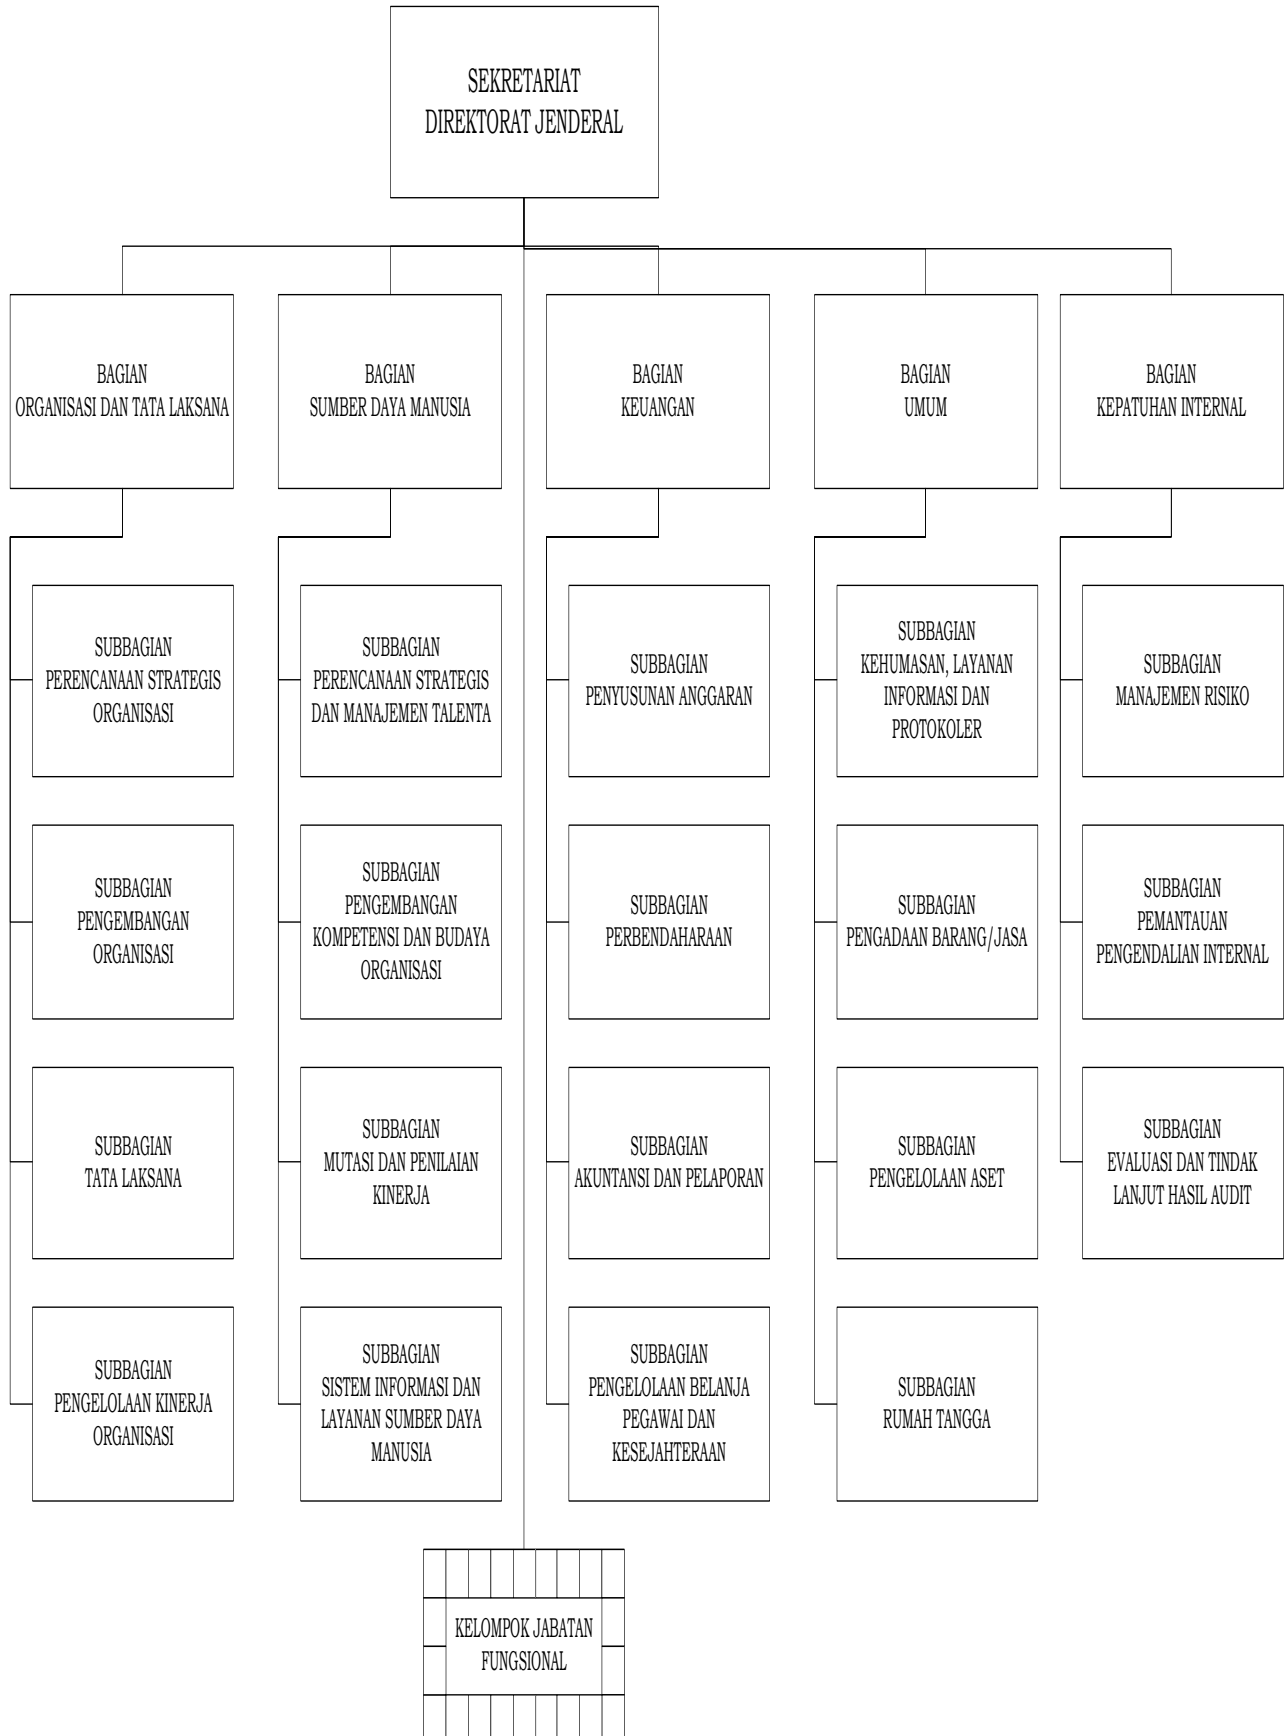 SEKRETARIAT
DIREKTORAT JENDERAL
BAGIAN
ORGANISASI DAN TATA LAKSANA
BAGIAN
SUMBER DAYA MANUSIA
BAGIAN
KEUANGAN
BAGIAN
UMUM
BAGIAN
KEPATUHAN INTERNAL
SUBBAGIAN
PERENCANAAN STRATEGIS
ORGANISASI
SUBBAGIAN
PERENCANAAN STRATEGIS
DAN MANAJEMEN TALENTA
SUBBAGIAN
PENYUSUNAN ANGGARAN
SUBBAGIAN
KEHUMASAN, LAYANAN
INFORMASI DAN
PROTOKOLER
SUBBAGIAN
MANAJEMEN RISIKO
SUBBAGIAN
PENGEMBANGAN
ORGANISASI
SUBBAGIAN
PENGEMBANGAN
KOMPETENSI DAN BUDAYA
ORGANISASI
SUBBAGIAN
PERBENDAHARAAN
SUBBAGIAN
PENGADAAN BARANG/JASA
SUBBAGIAN
PEMANTAUAN
PENGENDALIAN INTERNAL
SUBBAGIAN
TATA LAKSANA
SUBBAGIAN
MUTASI DAN PENILAIAN
KINERJA
SUBBAGIAN
AKUNTANSI DAN PELAPORAN
SUBBAGIAN
PENGELOLAAN ASET
SUBBAGIAN
EVALUASI DAN TINDAK
LANJUT HASIL AUDIT
SUBBAGIAN
PENGELOLAAN KINERJA
ORGANISASI
SUBBAGIAN
SISTEM INFORMASI DAN
LAYANAN SUMBER DAYA
MANUSIA
SUBBAGIAN
PENGELOLAAN BELANJA
PEGAWAI DAN
KESEJAHTERAAN
SUBBAGIAN
RUMAH TANGGA
KELOMPOK JABATAN
FUNGSIONAL